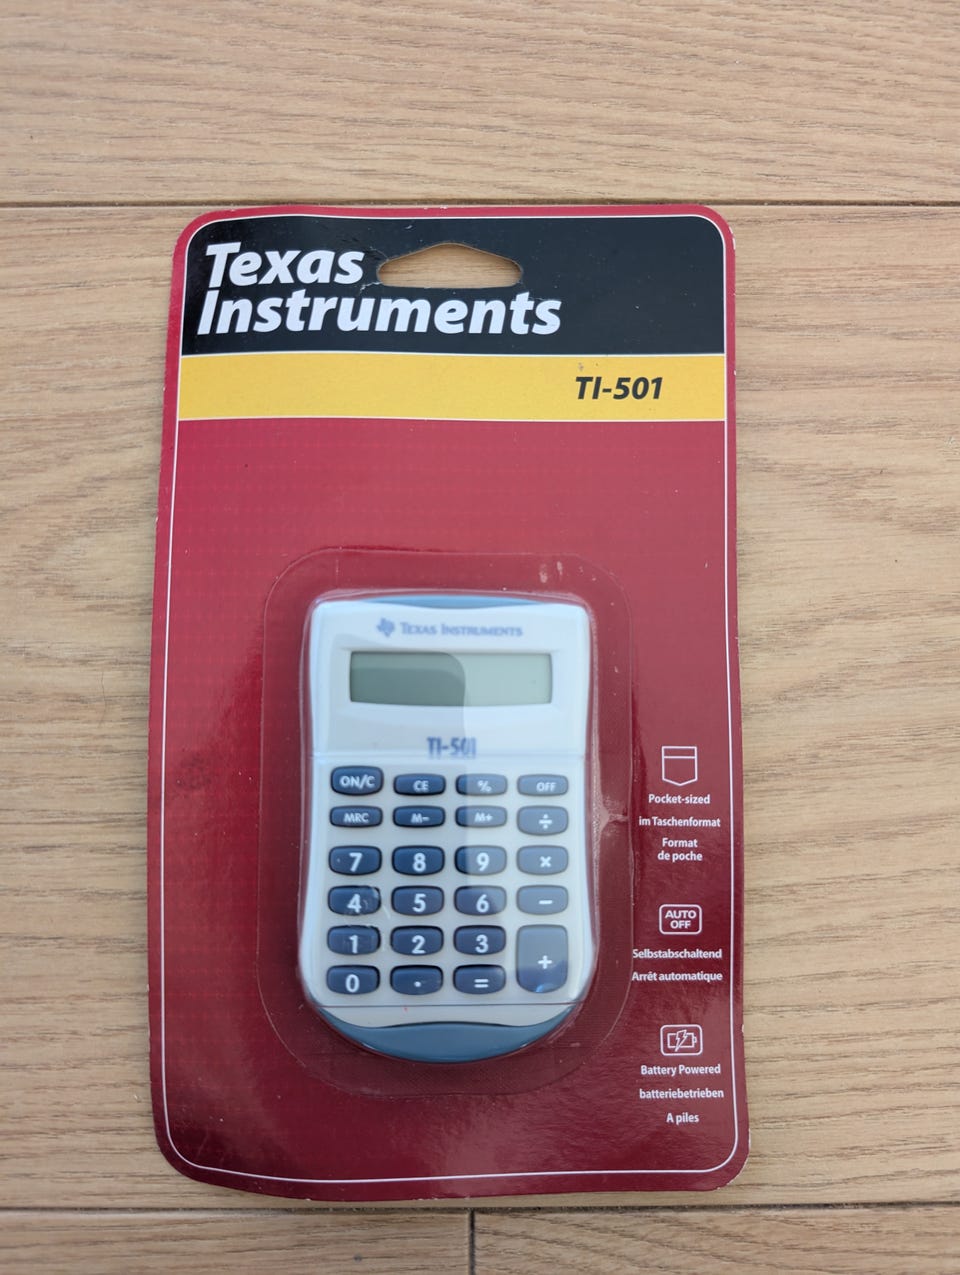 Texas
Instruments
TI-501
TEXAS INSTRUMENTS
TI-501
ON/C CE % OFF
MRC M− M+ ÷
7 8 9 ×
4 5 6 −
1 2 3 +
0 . =
Pocket-sized
im Taschenformat
Format
de poche
AUTO
OFF
Selbstabschaltend
Arrêt automatique
Battery Powered
batteriebetrieben
A piles